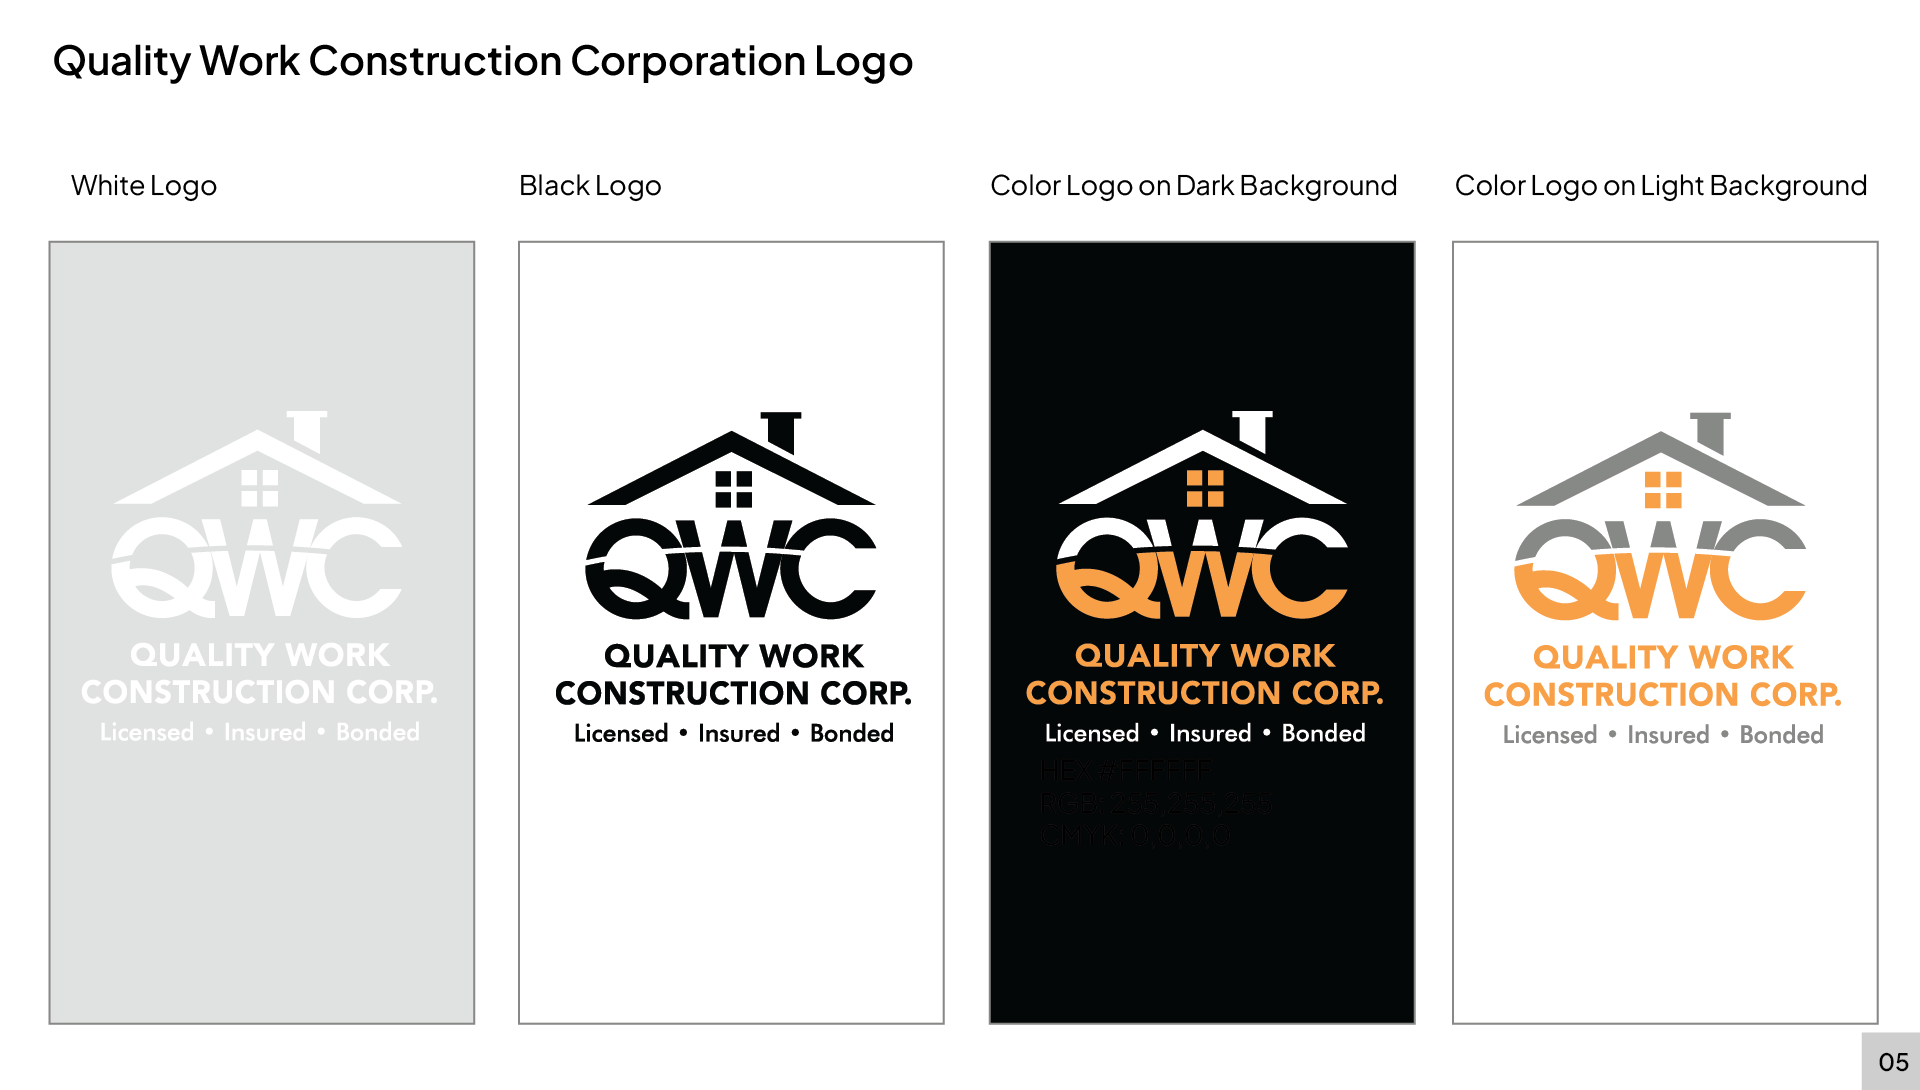 Quality Work Construction Corporation Logo
White Logo
Black Logo
Color Logo on Dark Background
Color Logo on Light Background
QWC
QUALITY WORK
CONSTRUCTION CORP.
Licensed • Insured • Bonded
QWC
QUALITY WORK
CONSTRUCTION CORP.
Licensed • Insured • Bonded
QWC
QUALITY WORK
CONSTRUCTION CORP.
Licensed • Insured • Bonded
HEX #FFFFFF
RGB: 255,255,255
CMYK: 0,0,0,0
QWC
QUALITY WORK
CONSTRUCTION CORP.
Licensed • Insured • Bonded
05